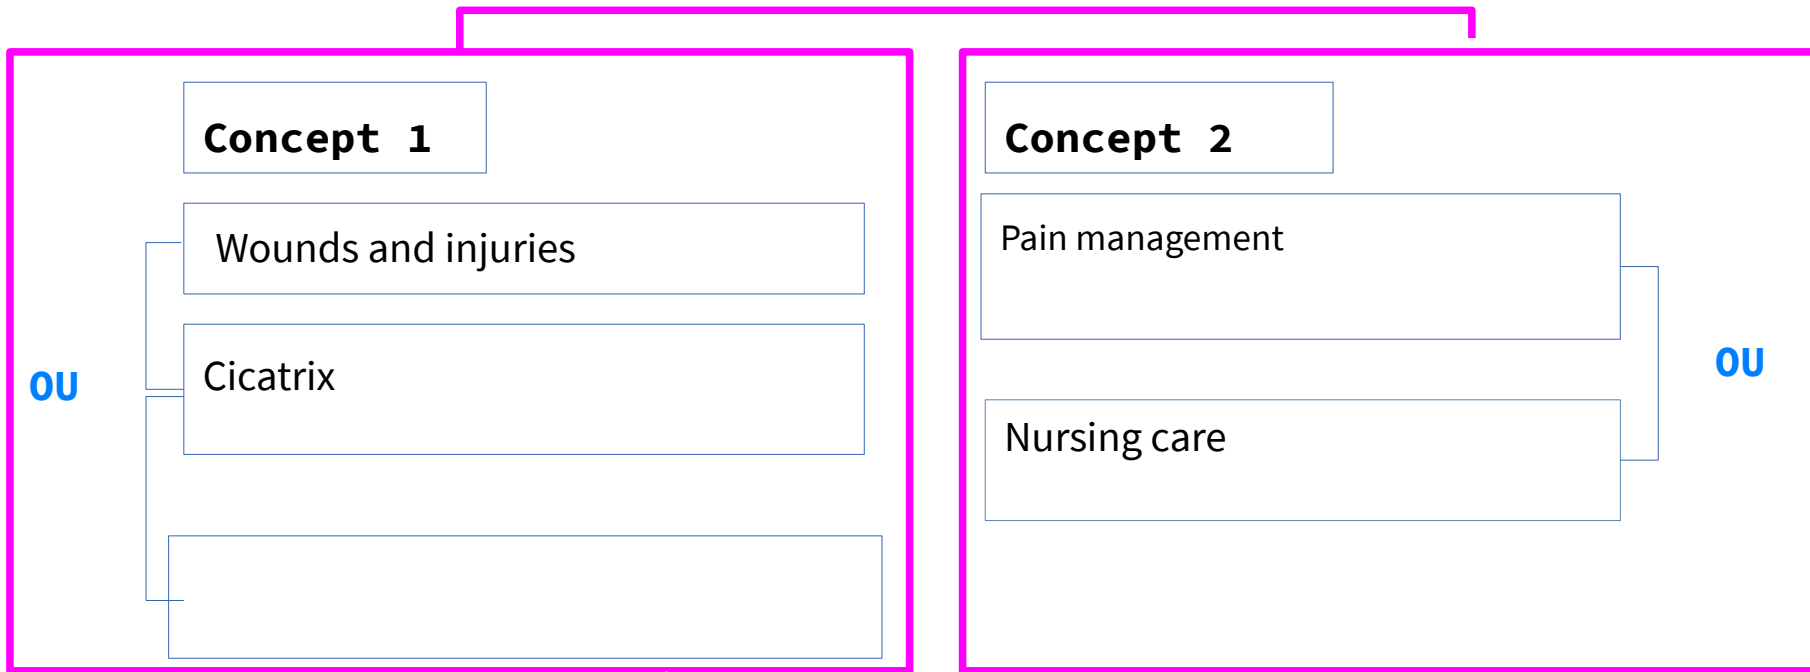 Concept 1
Wounds and injuries
Cicatrix
OU
Concept 2
Pain management
Nursing care
OU